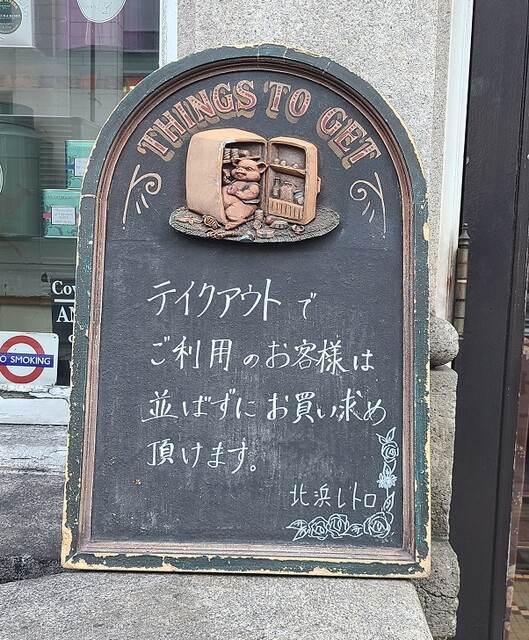 THINGS TO GET
テイクアウトで
ご利用のお客様は
並ばずにお買い求め
頂けます。
北浜レトロ
Co
A
O SMOKING